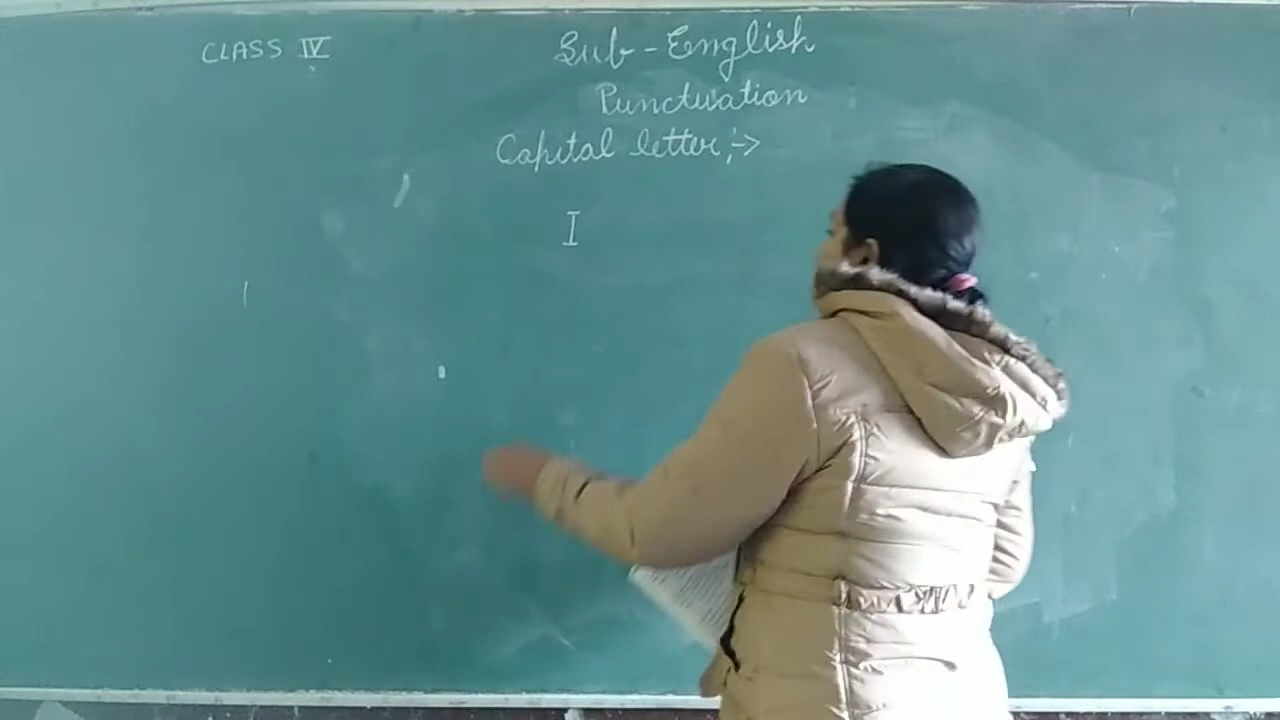 CLASS IV
Sub-English
Punctuation
Capital letter;->
I